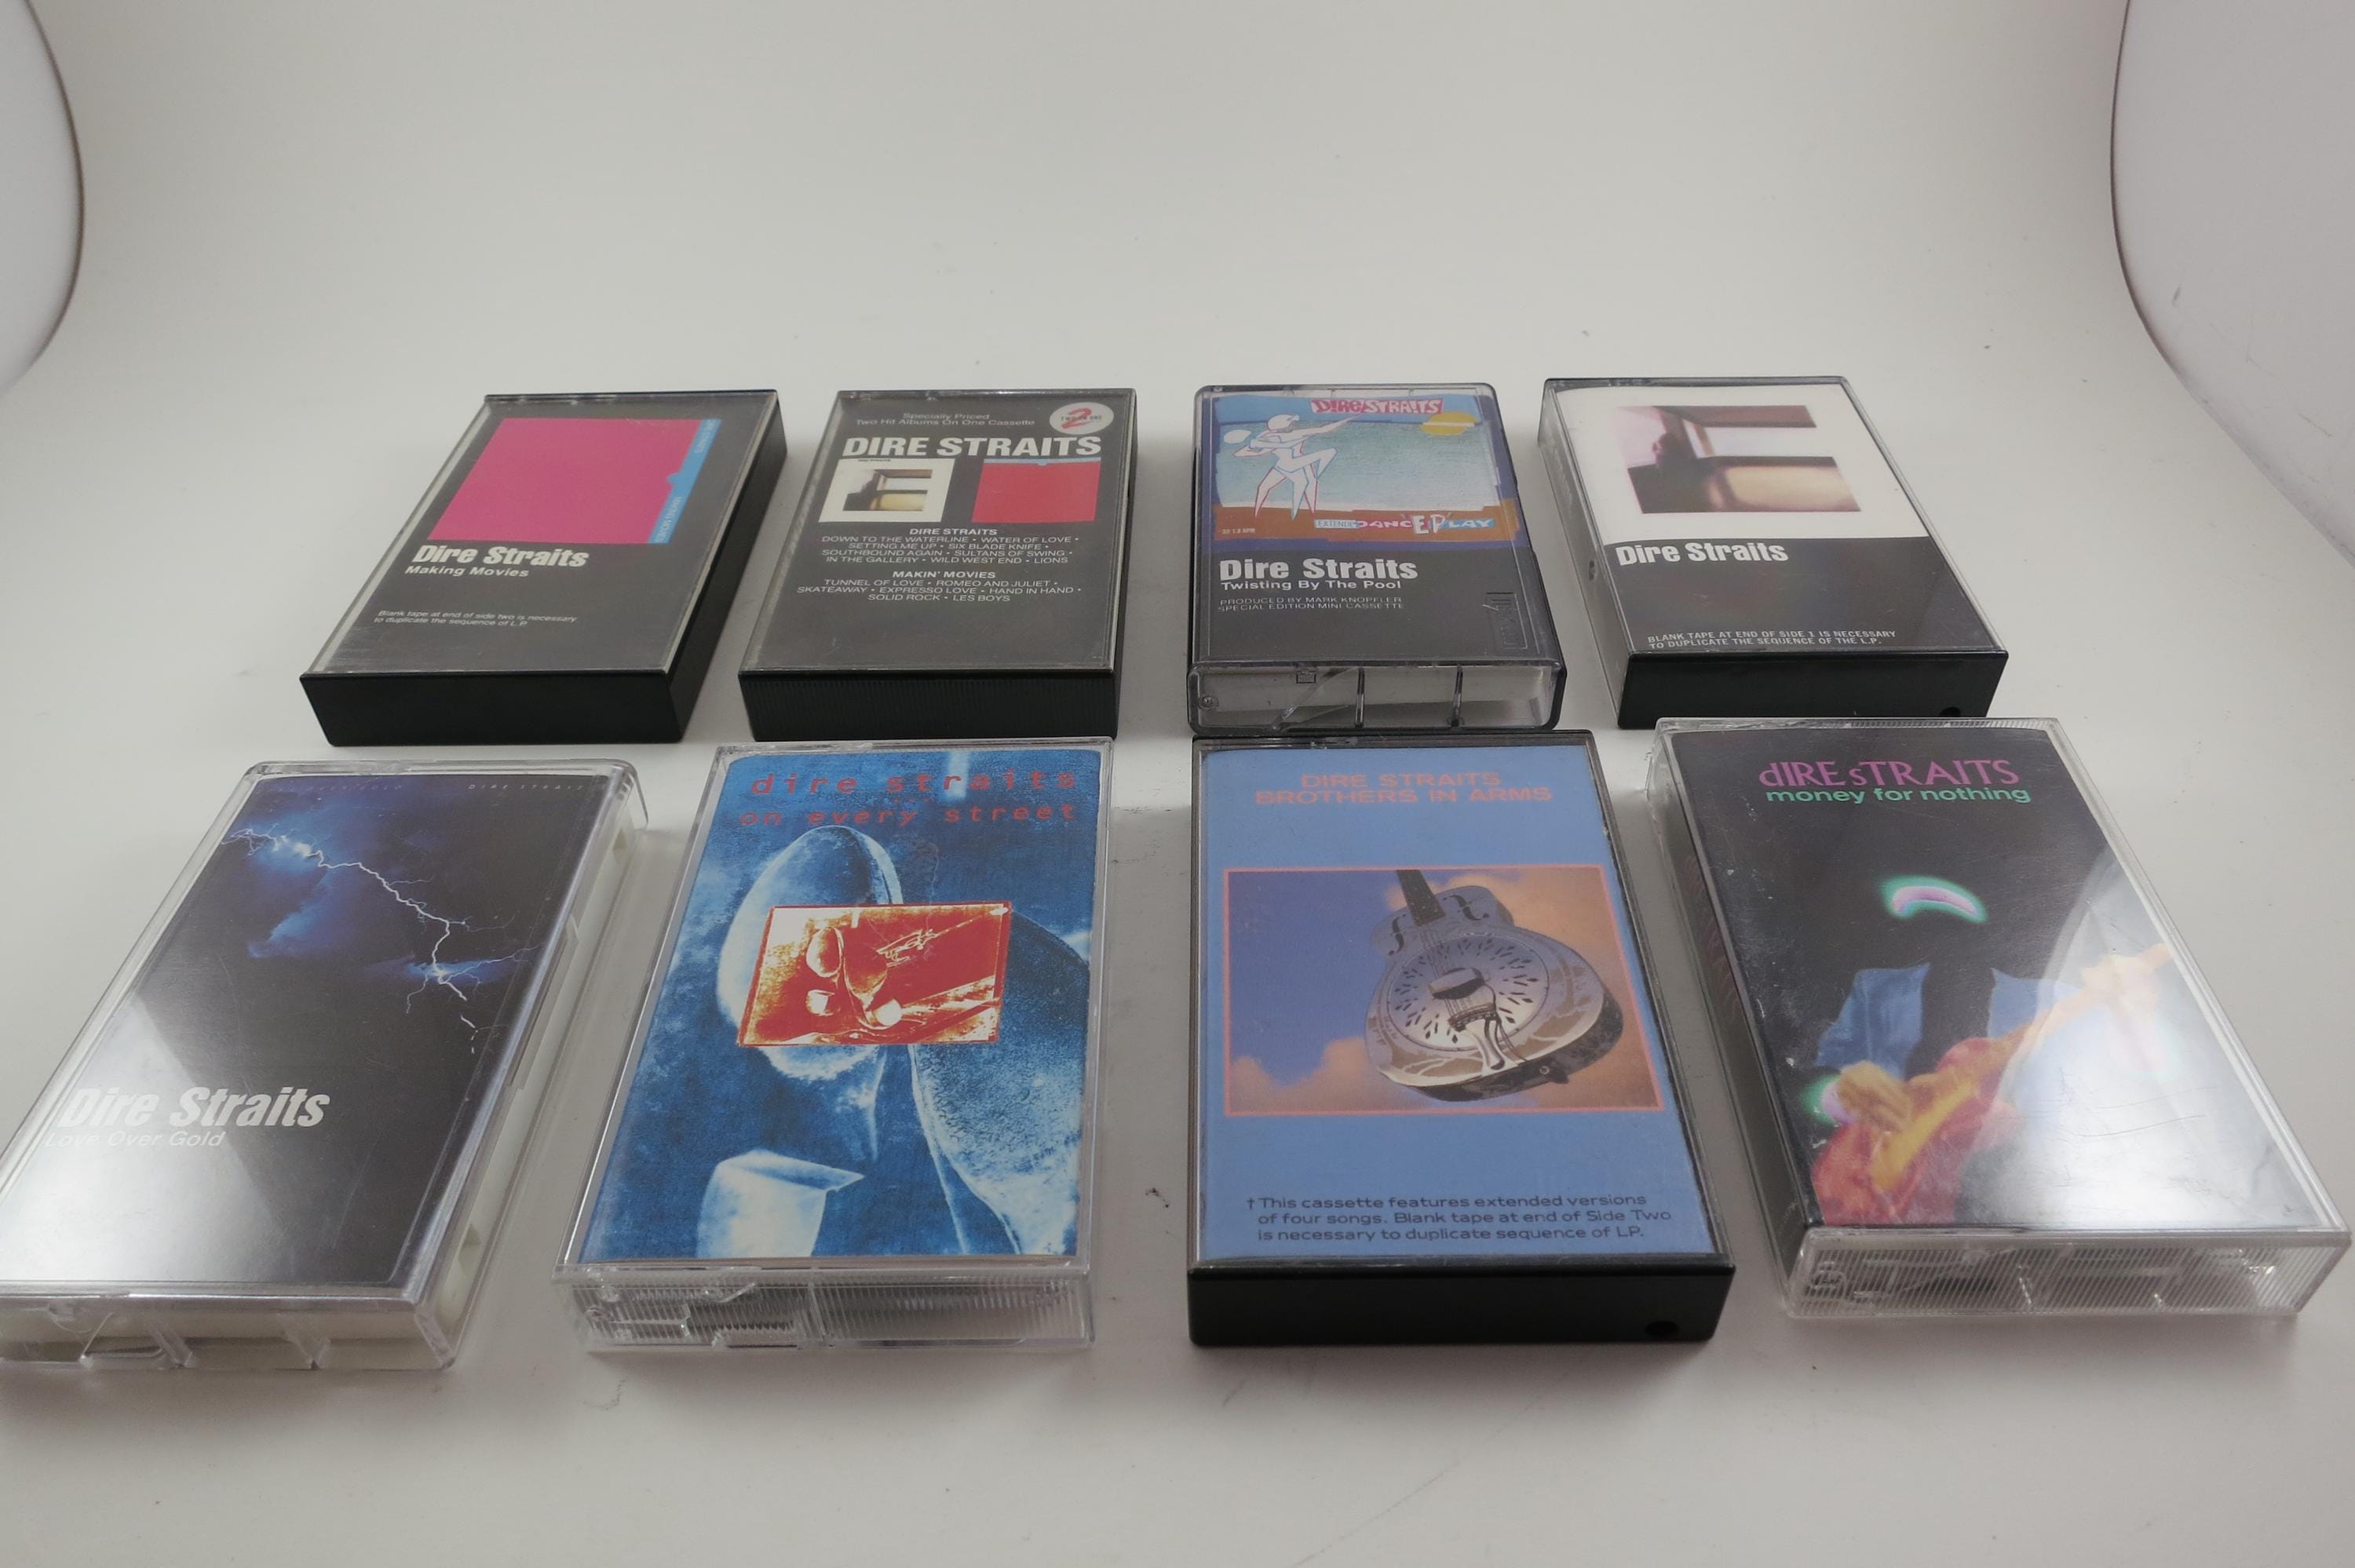 Dire Straits
Making Movies
Blank tape at end of side two is necessary
to duplicate the sequence of L.P.
Specially Priced
Two Hit Albums On One Cassette
2
DIRE STRAITS
DIRE STRAITS
DOWN TO THE WATERLINE • WATER OF LOVE •
SETTING ME UP • SIX BLADE KNIFE •
SOUTHBOUND AGAIN • SULTANS OF SWING •
IN THE GALLERY • WILD WEST END • LIONS
MAKIN' MOVIES
TUNNEL OF LOVE • ROMEO AND JULIET •
SKATEAWAY • EXPRESSO LOVE • HAND IN HAND •
SOLID ROCK • LES BOYS
DIRE STRAITS
EXTENDEDANCEPLAY
Dire Straits
Twisting By The Pool
PRODUCED BY MARK KNOPFLER
SPECIAL EDITION MINI CASSETTE
Dire Straits
BLANK TAPE AT END OF SIDE 1 IS NECESSARY
TO DUPLICATE THE SEQUENCE OF THE L.P.
DIRE STRAITS
Dire Straits
Love Over Gold
dire straits
on every street
DIRE STRAITS
BROTHERS IN ARMS
† This cassette features extended versions
of four songs. Blank tape at end of Side Two
is necessary to duplicate sequence of LP.
dIRE sTRAITS
money for nothing